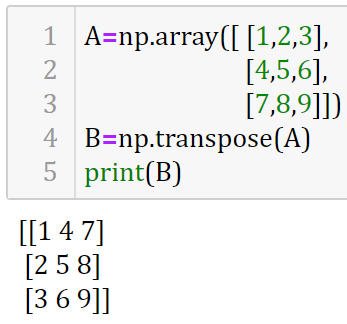 1 A=np.array([ [1,2,3],
2 [4,5,6],
3 [7,8,9]])
4 B=np.transpose(A)
5 print(B)
[[1 4 7]
[2 5 8]
[3 6 9]]